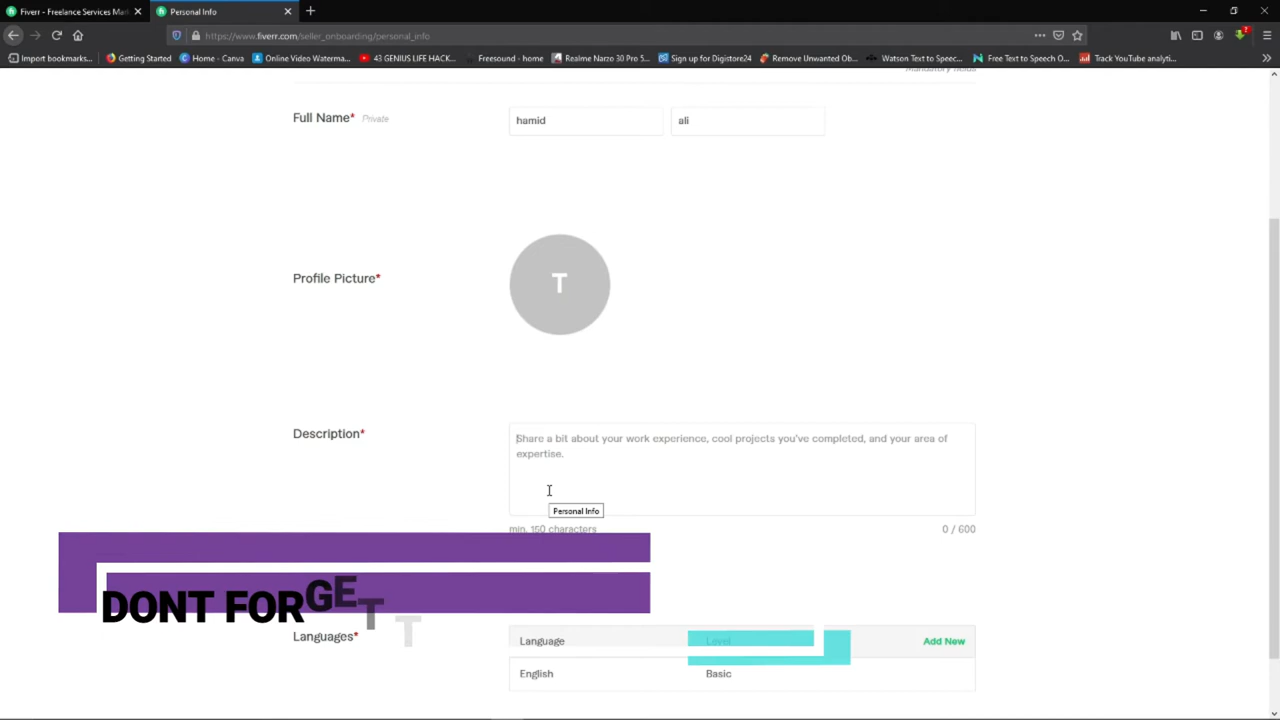 Fiverr - Freelance Services Mar
Personal Info
https://www.fiverr.com/seller_onboarding/personal_info
Import bookmarks...
Getting Started
Home - Canva
Online Video Waterma...
43 GENIUS LIFE HACK...
Freesound - home
Realme Narzo 30 Pro 5...
Sign up for Digistore24
Remove Unwanted Ob...
Watson Text to Speec...
Free Text to Speech O...
Track YouTube analyti...
Mandatory fields
Full Name* Private
hamid
ali
Profile Picture*
T
Description*
Share a bit about your work experience, cool projects you've completed, and your area of
expertise.
Personal Info
min. 150 characters
0 / 600
DONT FORGET T
Languages*
Language
Level
Add New
English
Basic